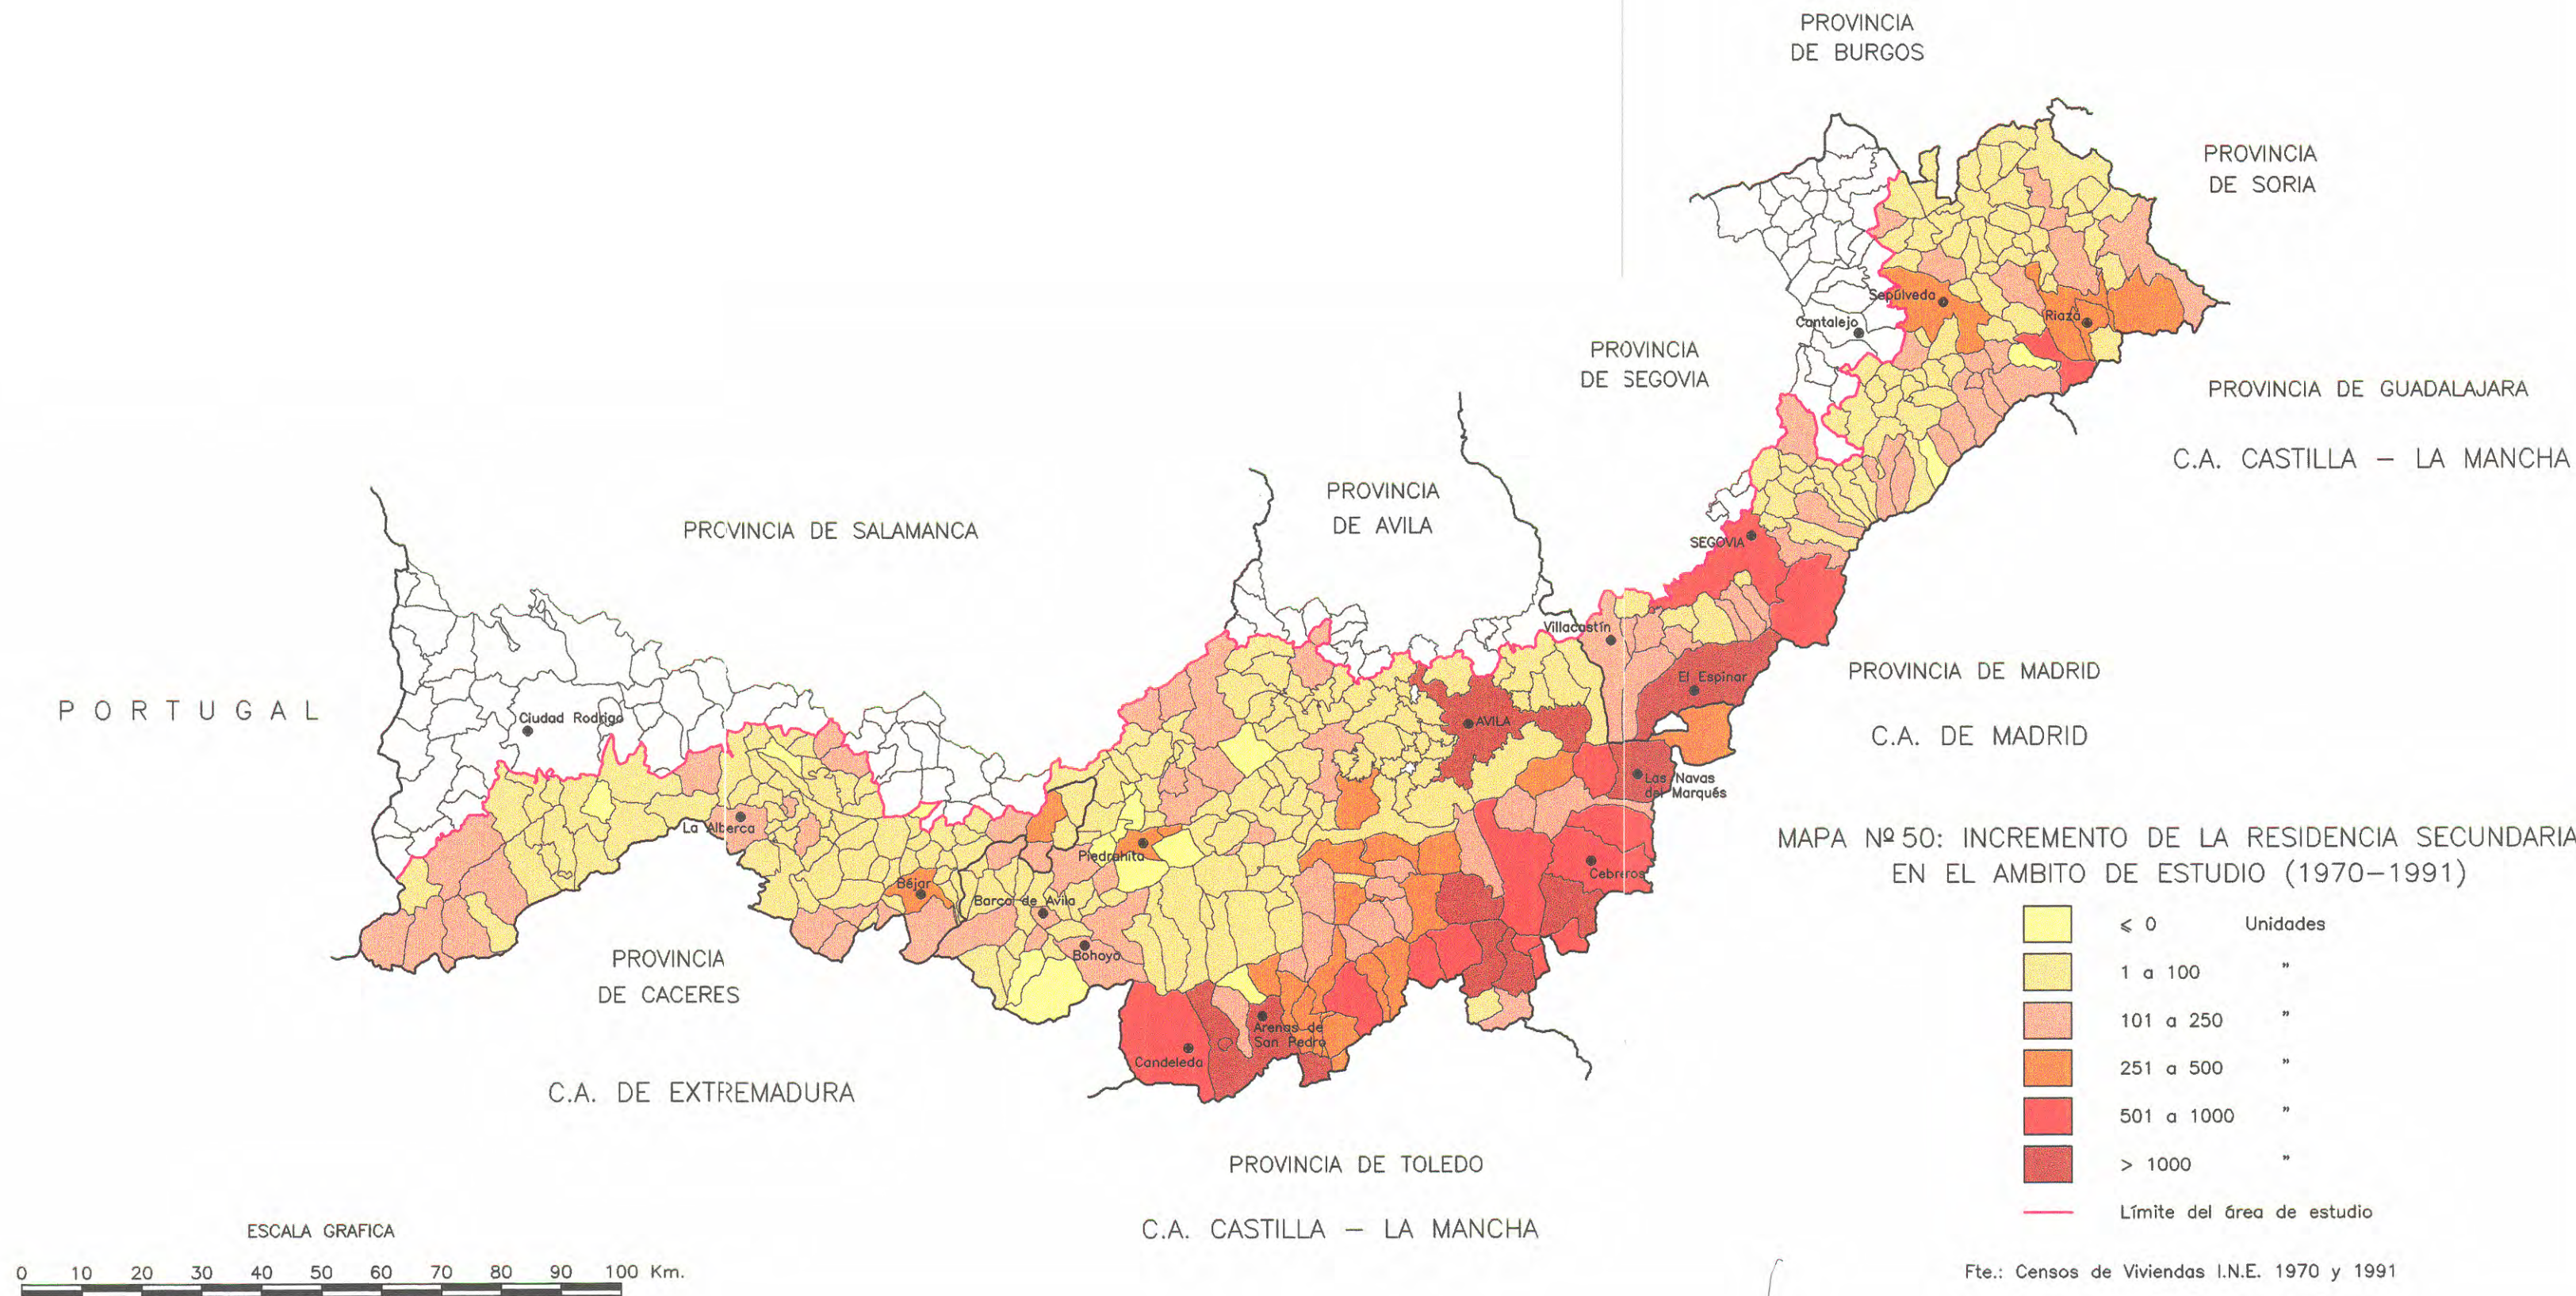 PROVINCIA
DE BURGOS
PROVINCIA
DE SORIA
Sepúlveda
Riaza
Cantalejo
PROVINCIA
DE SEGOVIA
PROVINCIA DE GUADALAJARA
C.A. CASTILLA – LA MANCHA
PROVINCIA
DE AVILA
PROVINCIA DE SALAMANCA
SEGOVIA
Villacastín
PROVINCIA DE MADRID
El Espinar
PORTUGAL
Ciudad Rodrigo
AVILA
C.A. DE MADRID
Las Navas
del Marqués
La Alberca
Piedrahita
Cebreros
Béjar
Barco de Avila
Bohoyo
PROVINCIA
DE CACERES
Arenas de
San Pedro
Candeleda
C.A. DE EXTREMADURA
PROVINCIA DE TOLEDO
C.A. CASTILLA – LA MANCHA
MAPA Nº 50: INCREMENTO DE LA RESIDENCIA SECUNDARIA
EN EL AMBITO DE ESTUDIO (1970–1991)
⩽ 0 Unidades
1 a 100 "
101 a 250 "
251 a 500 "
501 a 1000 "
> 1000 "
Límite del área de estudio
Fte.: Censos de Viviendas I.N.E. 1970 y 1991
ESCALA GRAFICA
0 10 20 30 40 50 60 70 80 90 100 Km.